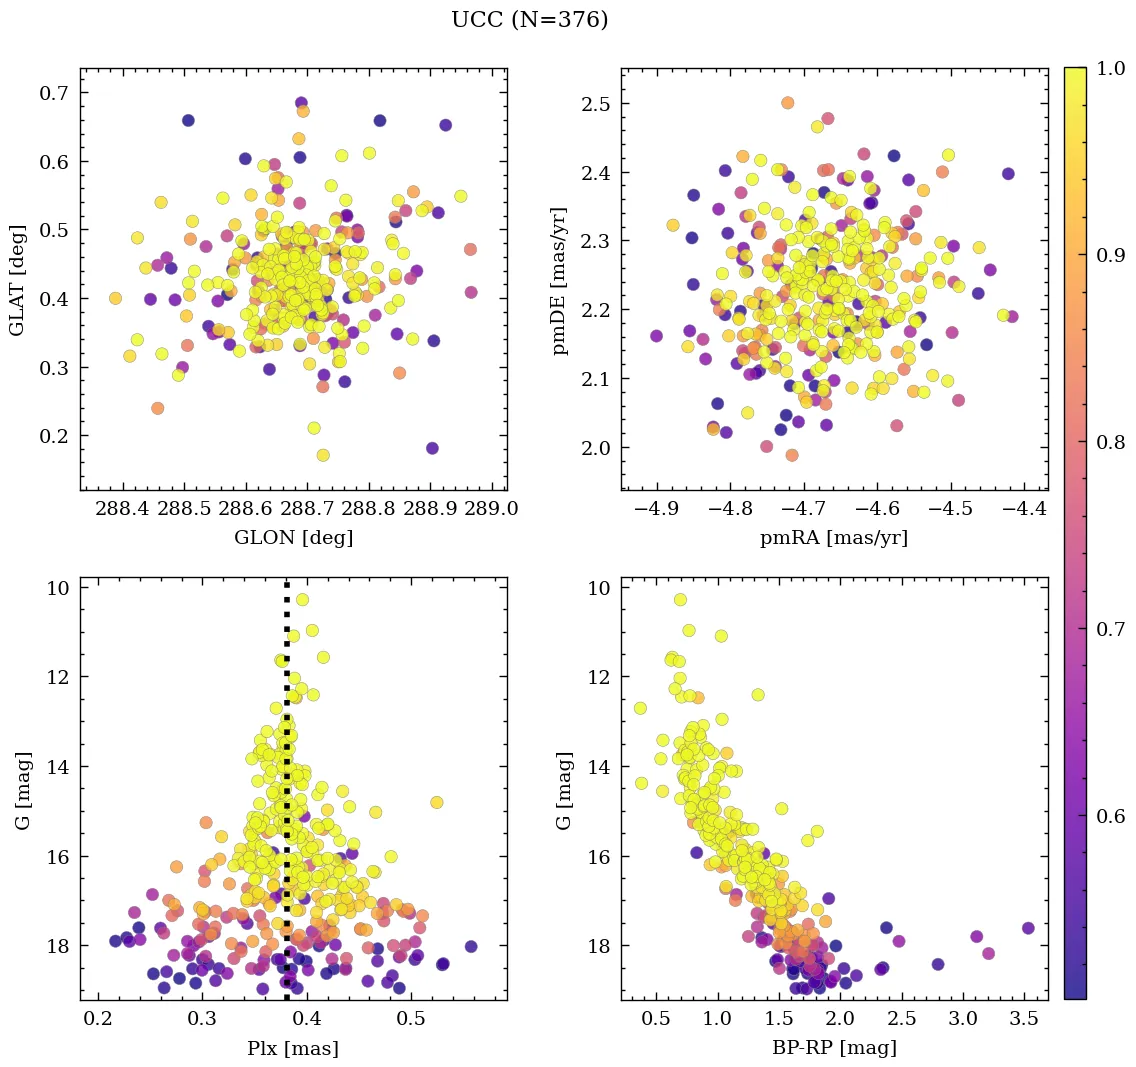 UCC (N=376)
0.7
0.6
0.5
0.4
0.3
0.2
GLAT [deg]
288.4 288.5 288.6 288.7 288.8 288.9 289.0
GLON [deg]
2.5
2.4
2.3
2.2
2.1
2.0
pmDE [mas/yr]
−4.9 −4.8 −4.7 −4.6 −4.5 −4.4
pmRA [mas/yr]
1.0
0.9
0.8
0.7
0.6
10
12
14
16
18
G [mag]
0.2 0.3 0.4 0.5
Plx [mas]
10
12
14
16
18
G [mag]
0.5 1.0 1.5 2.0 2.5 3.0 3.5
BP-RP [mag]